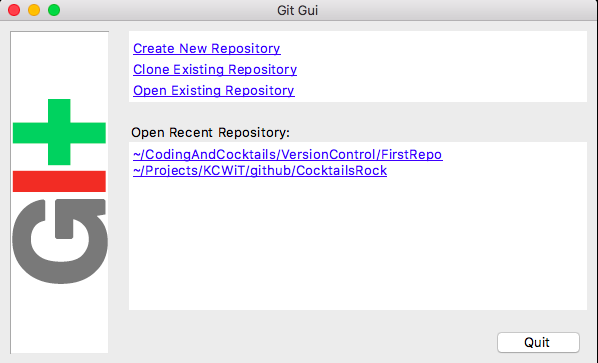 Git Gui
Create New Repository
Clone Existing Repository
Open Existing Repository
Open Recent Repository:
~/CodingAndCocktails/VersionControl/FirstRepo
~/Projects/KCWiT/github/CocktailsRock
Git
Quit